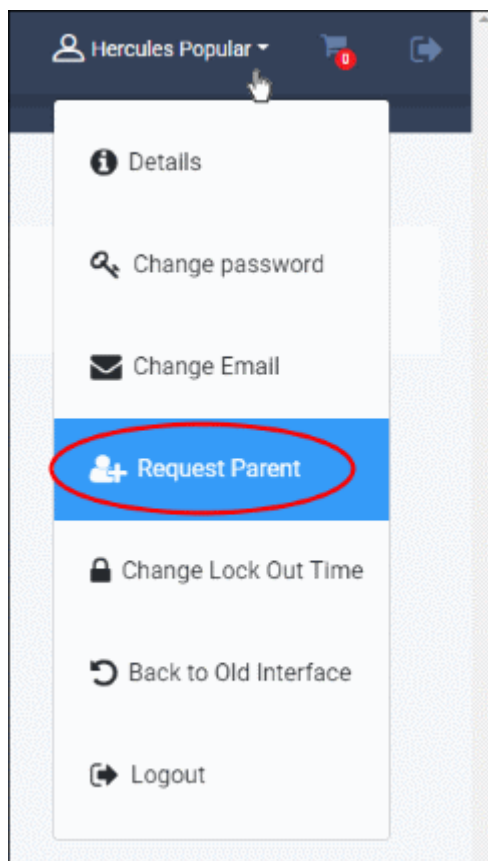 Hercules Popular
0
Details
Change password
Change Email
Request Parent
Change Lock Out Time
Back to Old Interface
Logout